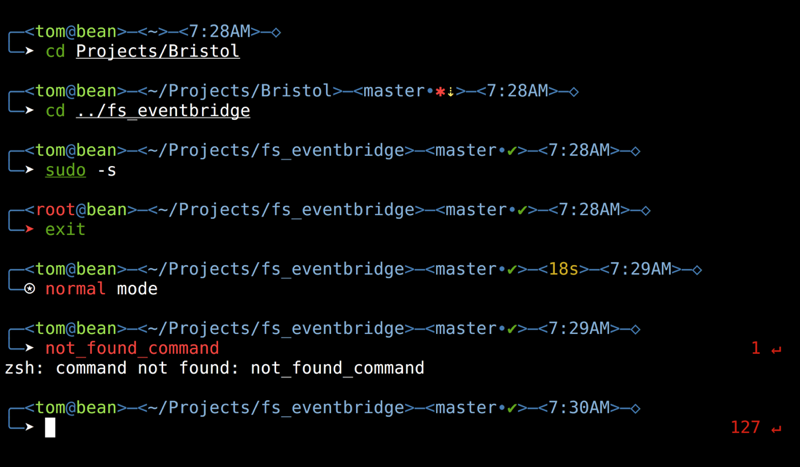 ╭─<tom@bean>─<~>─<7:28AM>─◇
╰─➤ cd Projects/Bristol
╭─<tom@bean>─<~/Projects/Bristol>─<master•✱⇣>─<7:28AM>─◇
╰─➤ cd ../fs_eventbridge
╭─<tom@bean>─<~/Projects/fs_eventbridge>─<master•✔>─<7:28AM>─◇
╰─➤ sudo -s
╭─<root@bean>─<~/Projects/fs_eventbridge>─<master•✔>─<7:28AM>─◇
╰─➤ exit
╭─<tom@bean>─<~/Projects/fs_eventbridge>─<master•✔>─<18s>─<7:29AM>─◇
╰─⍟ normal mode
╭─<tom@bean>─<~/Projects/fs_eventbridge>─<master•✔>─<7:29AM>─◇
╰─➤ not_found_command 1 ↵
zsh: command not found: not_found_command
╭─<tom@bean>─<~/Projects/fs_eventbridge>─<master•✔>─<7:30AM>─◇
╰─➤ 127 ↵